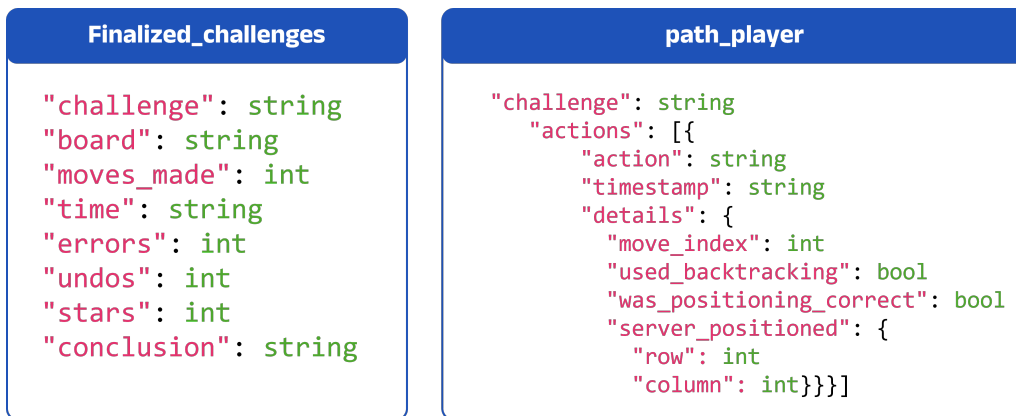 Finalized_challenges
"challenge": string
"board": string
"moves_made": int
"time": string
"errors": int
"undos": int
"stars": int
"conclusion": string
path_player
"challenge": string
"actions": [{
"action": string
"timestamp": string
"details": {
"move_index": int
"used_backtracking": bool
"was_positioning_correct": bool
"server_positioned": {
"row": int
"column": int}}}]